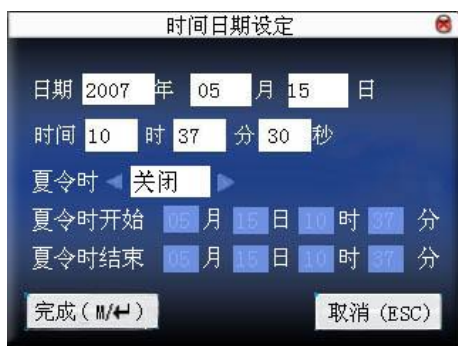 时间日期设定
日期 2007 年 05 月 15 日
时间 10 时 37 分 30 秒
夏令时 关闭
夏令时开始 05 月 15 日 10 时 37 分
夏令时结束 05 月 15 日 10 时 37 分
完成(M/↵) 取消(ESC)